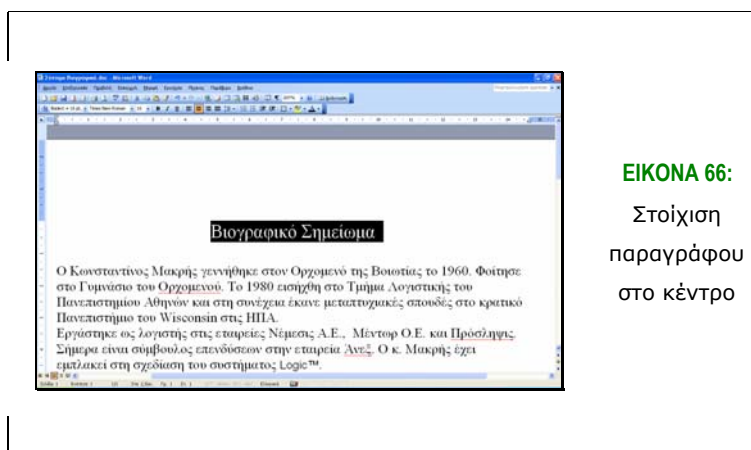 Βιογραφικό Σημείωμα
Ο Κωνσταντίνος Μακρής γεννήθηκε στον Ορχομενό της Βοιωτίας το 1960. Φοίτησε
στο Γυμνάσιο του Ορχομενού. Το 1980 εισήχθη στο Τμήμα Λογιστικής του
Πανεπιστημίου Αθηνών και στη συνέχεια έκανε μεταπτυχιακές σπουδές στο κρατικό
Πανεπιστήμιο του Wisconsin στις ΗΠΑ.
Εργάστηκε ως λογιστής στις εταιρείες Νέμεσις Α.Ε., Μέντωρ Ο.Ε. και Πρόσληψις.
Σήμερα είναι σύμβουλος επενδύσεων στην εταιρεία Άνεξ. Ο κ. Μακρής έχει
εμπλακεί στη σχεδίαση του συστήματος Logic™.
ΕΙΚΟΝΑ 66:
Στοίχιση
παραγράφου
στο κέντρο